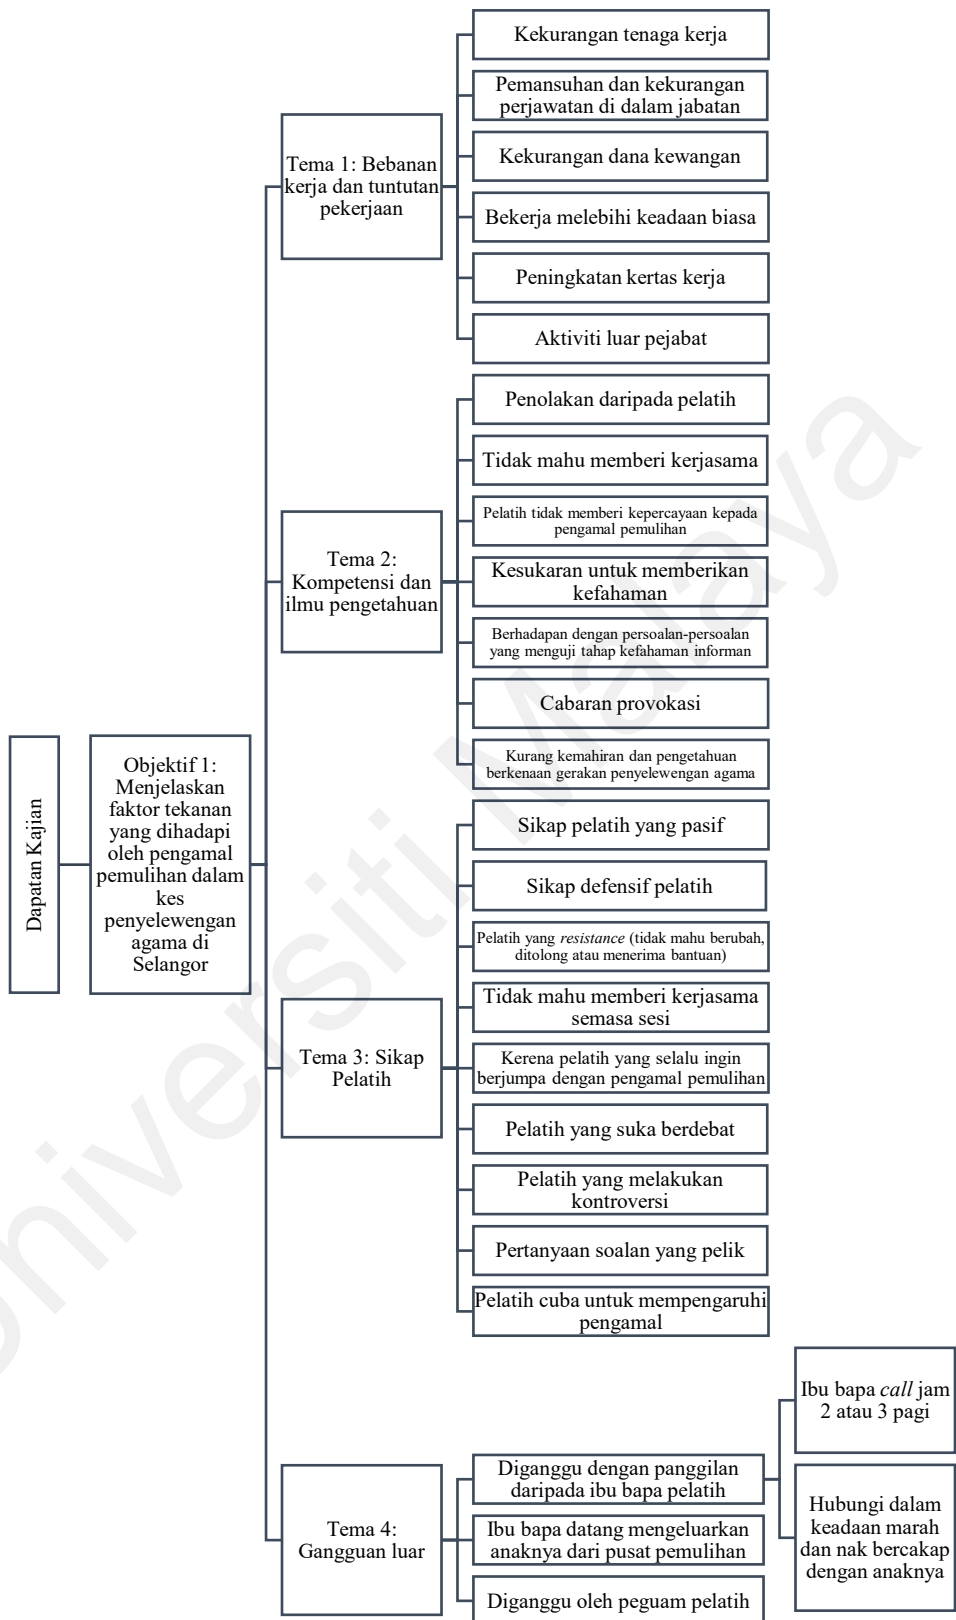 Dapatan Kajian
Objektif 1:
Menjelaskan
faktor tekanan
yang dihadapi
oleh pengamal
pemulihan dalam
kes
penyelewengan
agama di
Selangor
Tema 1: Bebanan
kerja dan tuntutan
pekerjaan
Kekurangan tenaga kerja
Pemansuhan dan kekurangan
perjawatan di dalam jabatan
Kekurangan dana kewangan
Bekerja melebihi keadaan biasa
Peningkatan kertas kerja
Aktiviti luar pejabat
Tema 2:
Kompetensi dan
ilmu pengetahuan
Penolakan daripada pelatih
Tidak mahu memberi kerjasama
Pelatih tidak memberi kepercayaan kepada
pengamal pemulihan
Kesukaran untuk memberikan
kefahaman
Berhadapan dengan persoalan-persoalan
yang menguji tahap kefahaman informan
Cabaran provokasi
Kurang kemahiran dan pengetahuan
berkenaan gerakan penyelewengan agama
Tema 3: Sikap
Pelatih
Sikap pelatih yang pasif
Sikap defensif pelatih
Pelatih yang resistance (tidak mahu berubah,
ditolong atau menerima bantuan)
Tidak mahu memberi kerjasama
semasa sesi
Kerena pelatih yang selalu ingin
berjumpa dengan pengamal pemulihan
Pelatih yang suka berdebat
Pelatih yang melakukan
kontroversi
Pertanyaan soalan yang pelik
Pelatih cuba untuk mempengaruhi
pengamal
Tema 4:
Gangguan luar
Diganggu dengan panggilan
daripada ibu bapa pelatih
Ibu bapa call jam
2 atau 3 pagi
Hubungi dalam
keadaan marah
dan nak bercakap
dengan anaknya
Ibu bapa datang mengeluarkan
anaknya dari pusat pemulihan
Diganggu oleh peguam pelatih
Universiti Malaya